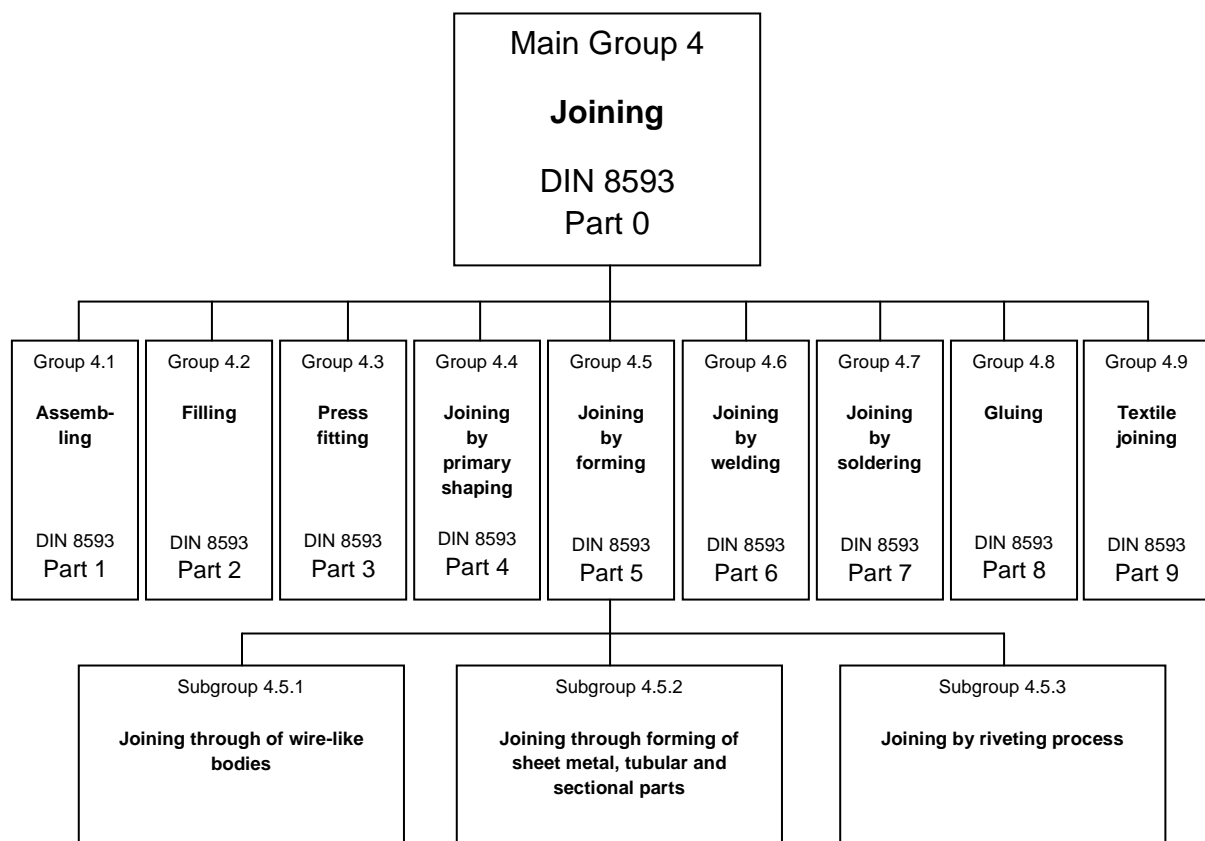 Main Group 4
Joining
DIN 8593
Part 0
Group 4.1
Assemb-
ling
DIN 8593
Part 1
Group 4.2
Filling
DIN 8593
Part 2
Group 4.3
Press
fitting
DIN 8593
Part 3
Group 4.4
Joining
by
primary
shaping
DIN 8593
Part 4
Group 4.5
Joining
by
forming
DIN 8593
Part 5
Group 4.6
Joining
by
welding
DIN 8593
Part 6
Group 4.7
Joining
by
soldering
DIN 8593
Part 7
Group 4.8
Gluing
DIN 8593
Part 8
Group 4.9
Textile
joining
DIN 8593
Part 9
Subgroup 4.5.1
Joining through of wire-like
bodies
Subgroup 4.5.2
Joining through forming of
sheet metal, tubular and
sectional parts
Subgroup 4.5.3
Joining by riveting process